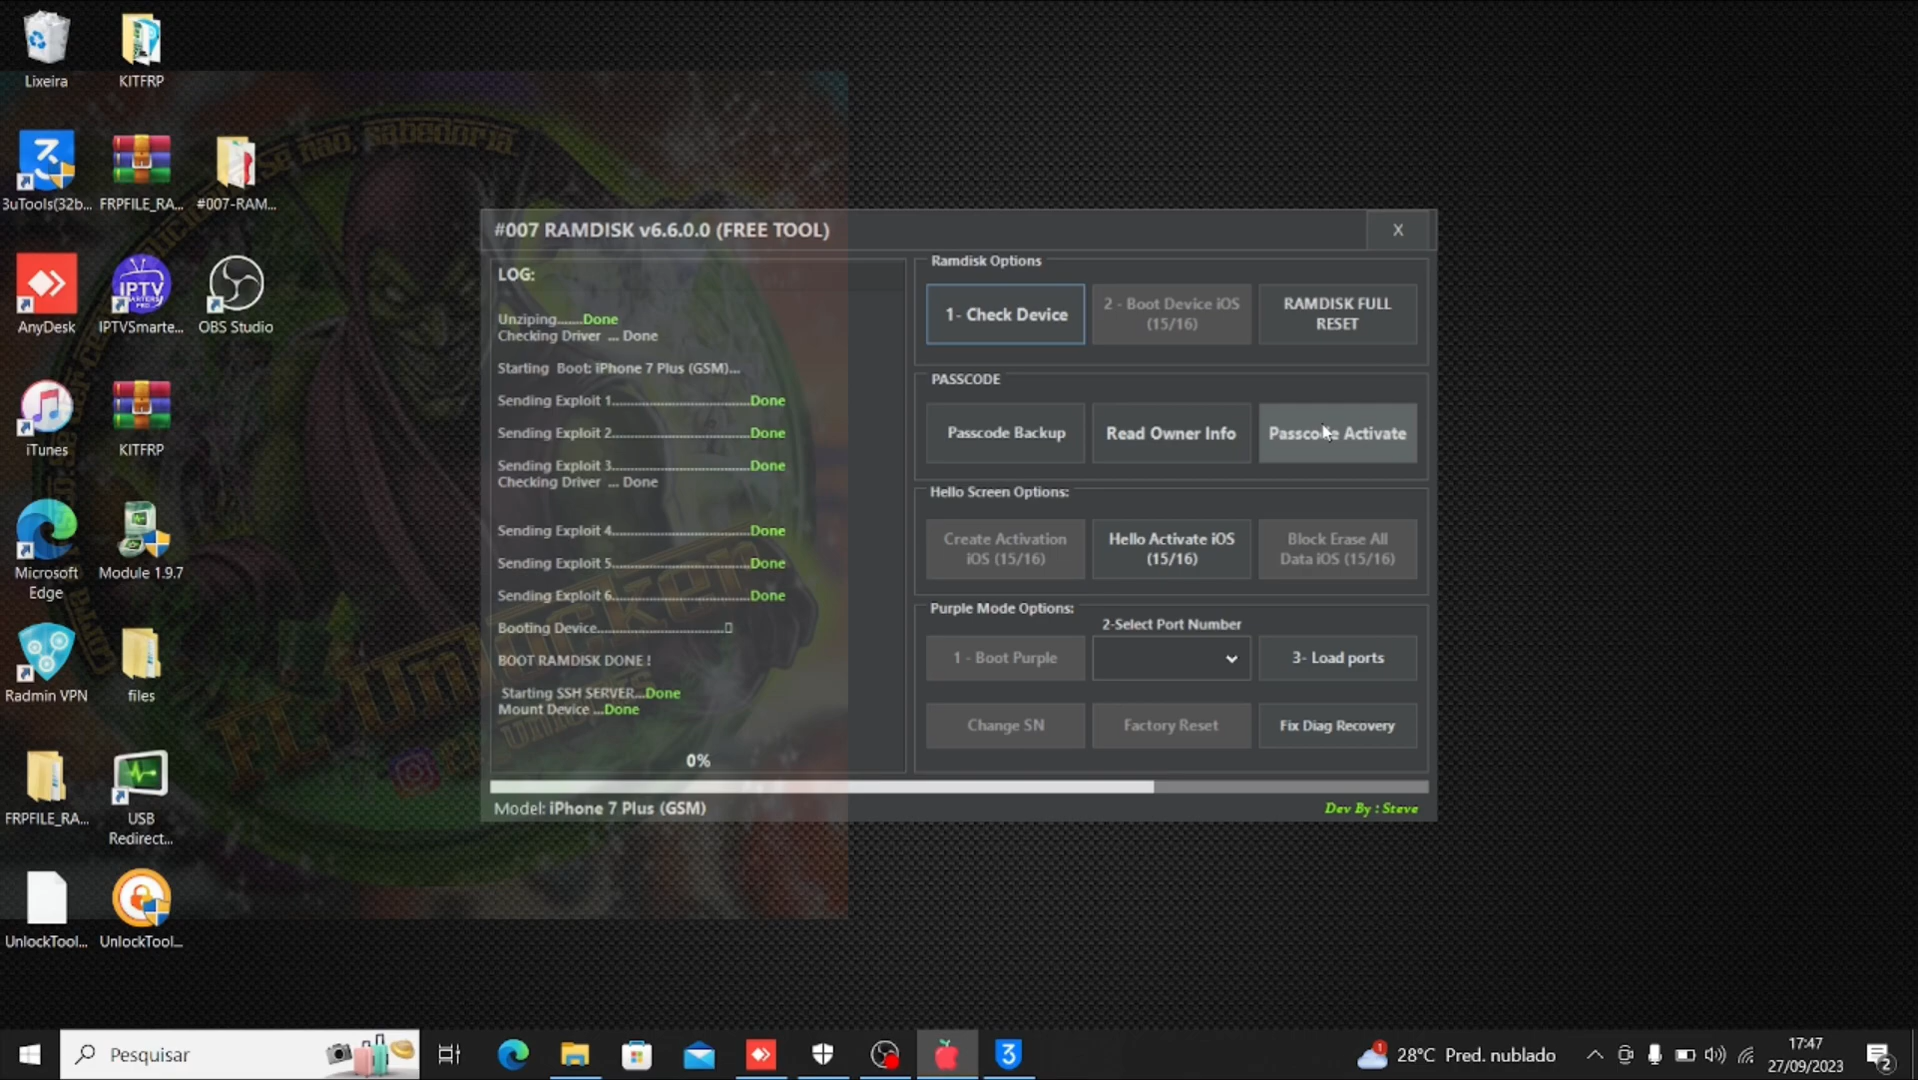 Lixeira
KITFRP
3uTools(32b...
FRPFILE_RA...
#007-RAM...
AnyDesk
IPTVSmarte...
OBS Studio
iTunes
KITFRP
Microsoft
Edge
Module 1.9.7
Radmin VPN
files
FRPFILE_RA...
USB
Redirect...
UnlockTool...
UnlockTool...
#007 RAMDISK v6.6.0.0 (FREE TOOL)
X
LOG:
Unziping......Done
Checking Driver ... Done
Starting Boot: iPhone 7 Plus (GSM)...
Sending Exploit 1...................................Done
Sending Exploit 2...................................Done
Sending Exploit 3...................................Done
Checking Driver ... Done
Sending Exploit 4...................................Done
Sending Exploit 5...................................Done
Sending Exploit 6...................................Done
Booting Device................................
BOOT RAMDISK DONE !
Starting SSH SERVER...Done
Mount Device ...Done
0%
Model: iPhone 7 Plus (GSM)
Dev By : Steve
Ramdisk Options
1- Check Device
2 - Boot Device iOS
(15/16)
RAMDISK FULL
RESET
PASSCODE
Passcode Backup
Read Owner Info
Passcode Activate
Hello Screen Options:
Create Activation
iOS (15/16)
Hello Activate iOS
(15/16)
Block Erase All
Data iOS (15/16)
Purple Mode Options:
2-Select Port Number
1 - Boot Purple
3- Load ports
Change SN
Factory Reset
Fix Diag Recovery
FL Unlocker
Pesquisar
28°C Pred. nublado
17:47
27/09/2023
2